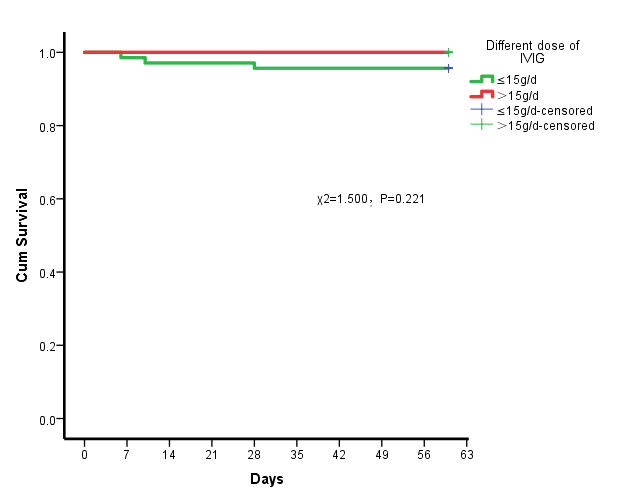 Different dose of
IVIG
≤15g/d
>15g/d
≤15g/d-censored
>15g/d-censored
1.0
0.8
0.6
0.4
0.2
0.0
Cum Survival
χ2=1.500, P=0.221
0 7 14 21 28 35 42 49 56 63
Days